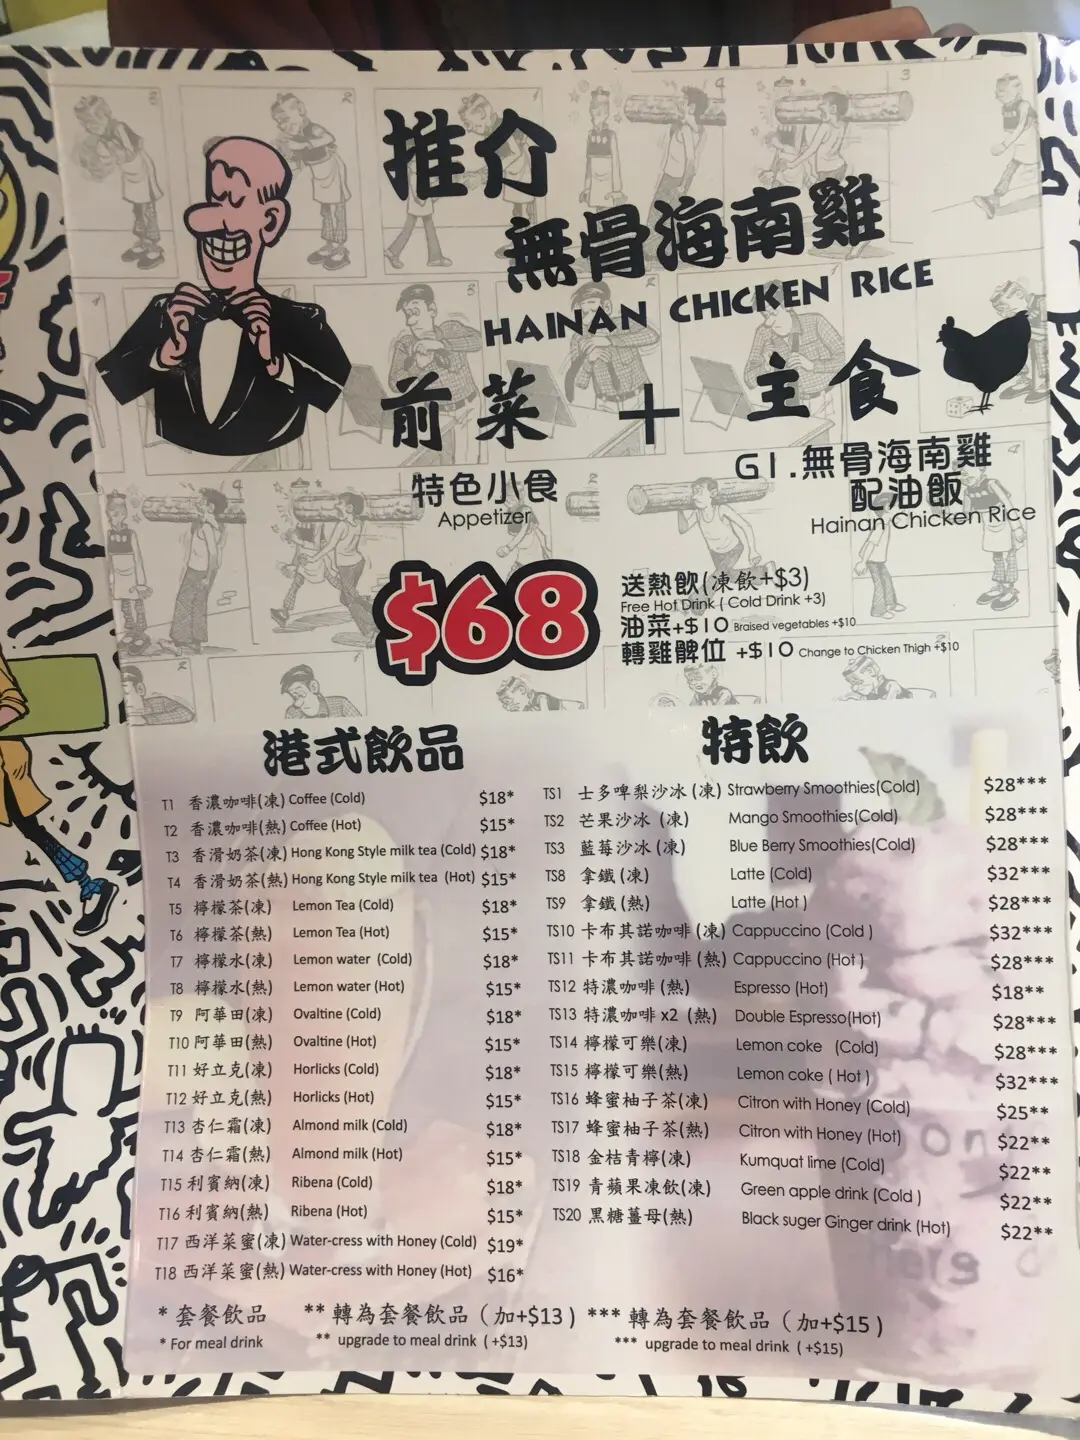 推介
無骨海南雞
HAINAN CHICKEN RICE
前菜 + 主食
特色小食
Appetizer
G1.無骨海南雞
配油飯
Hainan Chicken Rice
$68
送熱飲(凍飲+$3)
Free Hot Drink ( Cold Drink +3)
油菜+$10 Braised vegetables +$10
轉雞髀位 +$10 Change to Chicken Thigh +$10
港式飲品
T1 香濃咖啡(凍) Coffee (Cold) $18*
T2 香濃咖啡(熱) Coffee (Hot) $15*
T3 香滑奶茶(凍) Hong Kong Style milk tea (Cold) $18*
T4 香滑奶茶(熱) Hong Kong Style milk tea (Hot) $15*
T5 檸檬茶(凍) Lemon Tea (Cold) $18*
T6 檸檬茶(熱) Lemon Tea (Hot) $15*
T7 檸檬水(凍) Lemon water (Cold) $18*
T8 檸檬水(熱) Lemon water (Hot) $15*
T9 阿華田(凍) Ovaltine (Cold) $18*
T10 阿華田(熱) Ovaltine (Hot) $15*
T11 好立克(凍) Horlicks (Cold) $18*
T12 好立克(熱) Horlicks (Hot) $15*
T13 杏仁霜(凍) Almond milk (Cold) $18*
T14 杏仁霜(熱) Almond milk (Hot) $15*
T15 利賓納(凍) Ribena (Cold) $18*
T16 利賓納(熱) Ribena (Hot) $15*
T17 西洋菜蜜(凍) Water-cress with Honey (Cold) $19*
T18 西洋菜蜜(熱) Water-cress with Honey (Hot) $16*
特飲
TS1 士多啤梨沙冰 (凍) Strawberry Smoothies(Cold) $28***
TS2 芒果沙冰 (凍) Mango Smoothies(Cold) $28***
TS3 藍莓沙冰 (凍) Blue Berry Smoothies(Cold) $28***
TS8 拿鐵 (凍) Latte (Cold) $32***
TS9 拿鐵 (熱) Latte (Hot ) $28***
TS10 卡布其諾咖啡 (凍) Cappuccino (Cold ) $32***
TS11 卡布其諾咖啡 (熱) Cappuccino (Hot ) $28***
TS12 特濃咖啡 (熱) Espresso (Hot) $18**
TS13 特濃咖啡 x2 (熱) Double Espresso(Hot) $28***
TS14 檸檬可樂(凍) Lemon coke (Cold) $28***
TS15 檸檬可樂(熱) Lemon coke ( Hot ) $32***
TS16 蜂蜜柚子茶(凍) Citron with Honey (Cold) $25**
TS17 蜂蜜柚子茶(熱) Citron with Honey (Hot) $22**
TS18 金桔青檸(凍) Kumquat lime (Cold) $22**
TS19 青蘋果凍飲(凍) Green apple drink (Cold ) $22**
TS20 黑糖薑母(熱) Black suger Ginger drink (Hot) $22**
* 套餐飲品 ** 轉為套餐飲品 ( 加+$13 ) *** 轉為套餐飲品 ( 加+$15 )
* For meal drink ** upgrade to meal drink ( +$13) *** upgrade to meal drink ( +$15)